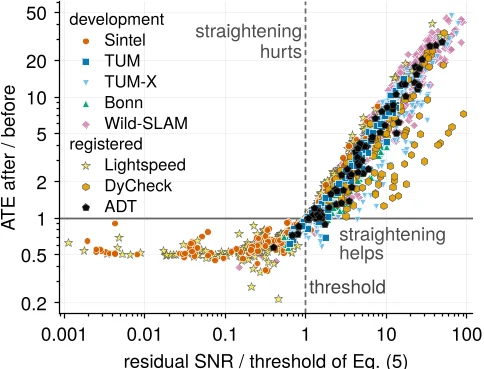 50
20
10
5
2
1
0.5
0.2
ATE after / before
development
Sintel
TUM
TUM-X
Bonn
Wild-SLAM
registered
Lightspeed
DyCheck
ADT
straightening
hurts
straightening
helps
threshold
0.001
0.01
0.1
1
10
100
residual SNR / threshold of Eq. (5)